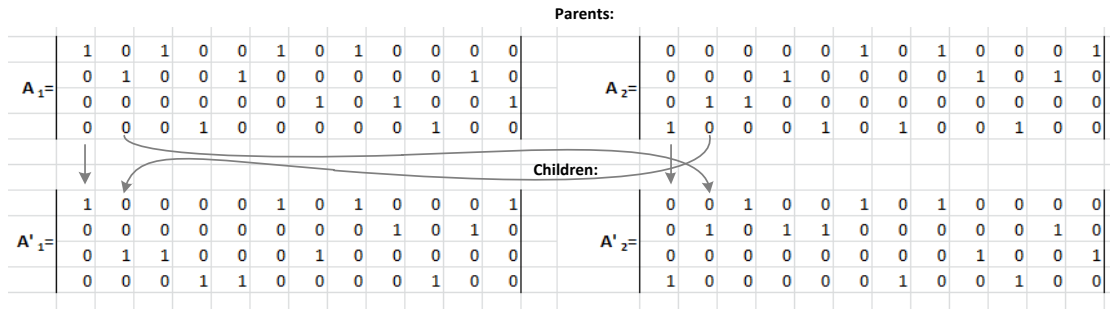 Parents:
1 0 1 0 0 1 0 1 0 0 0 0 0 0 0 0 0 1 0 1 0 0 0 1
0 1 0 0 1 0 0 0 0 0 1 0 0 0 0 1 0 0 0 0 1 0 1 0
A 1= A 2=
0 0 0 0 0 0 1 0 1 0 0 1 0 1 1 0 0 0 0 0 0 0 0 0
0 0 0 1 0 0 0 0 0 1 0 0 1 0 0 0 1 0 1 0 0 1 0 0
Children:
1 0 0 0 0 1 0 1 0 0 0 1 0 0 1 0 0 1 0 1 0 0 0 0
0 0 0 0 0 0 0 0 1 0 1 0 0 1 0 1 1 0 0 0 0 0 1 0
A' 1= A' 2=
0 1 1 0 0 0 1 0 0 0 0 0 0 0 0 0 0 0 0 0 1 0 0 1
0 0 0 1 1 0 0 0 0 1 0 0 1 0 0 0 0 0 1 0 0 1 0 0